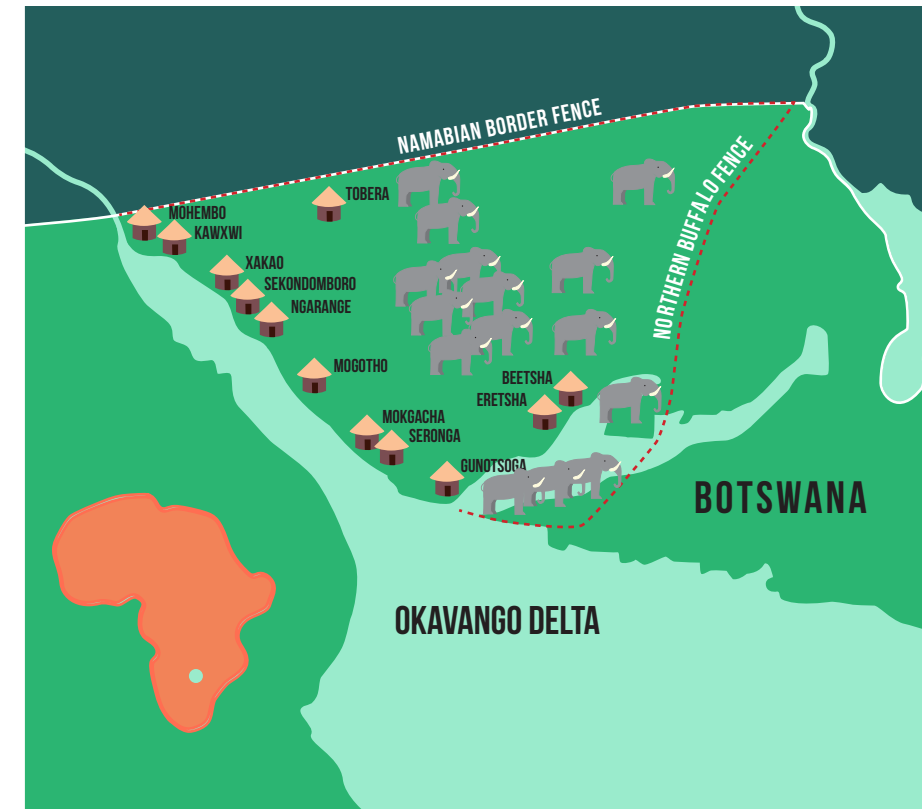 NAMABIAN BORDER FENCE
TOBERA
MOHEMBO
KAWXWI
NORTHERN BUFFALO FENCE
XAKAO
SEKONDOMBORO
NGARANGE
MOGOTHO
BEETSHA
ERETSHA
MOKGACHA
SERONGA
GUNOTSOGA
BOTSWANA
OKAVANGO DELTA